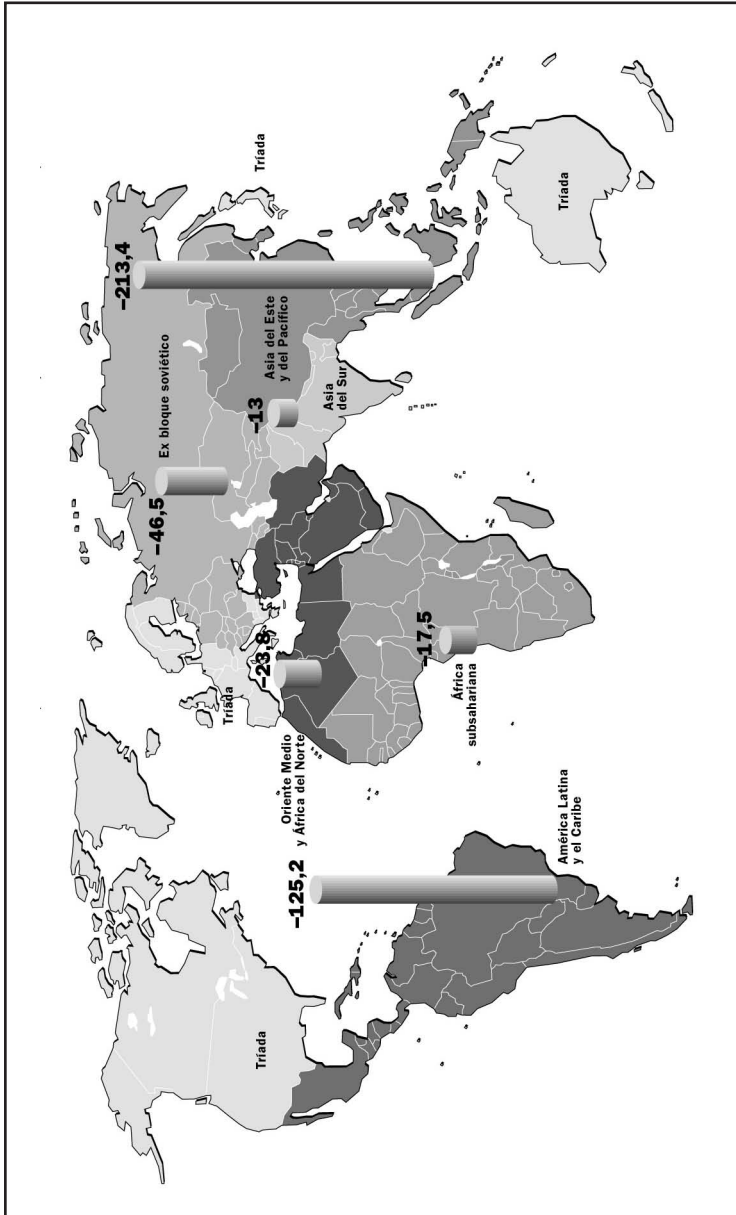 Tríada
−125,2
América Latina
y el Caribe
Tríada
Oriente Medio
y África del Norte
−23,8
−17,5
África
subsahariana
−46,5
Ex bloque soviético
−13
Asia
del Sur
−213,4
Asia del Este
y del Pacífico
Tríada
Tríada